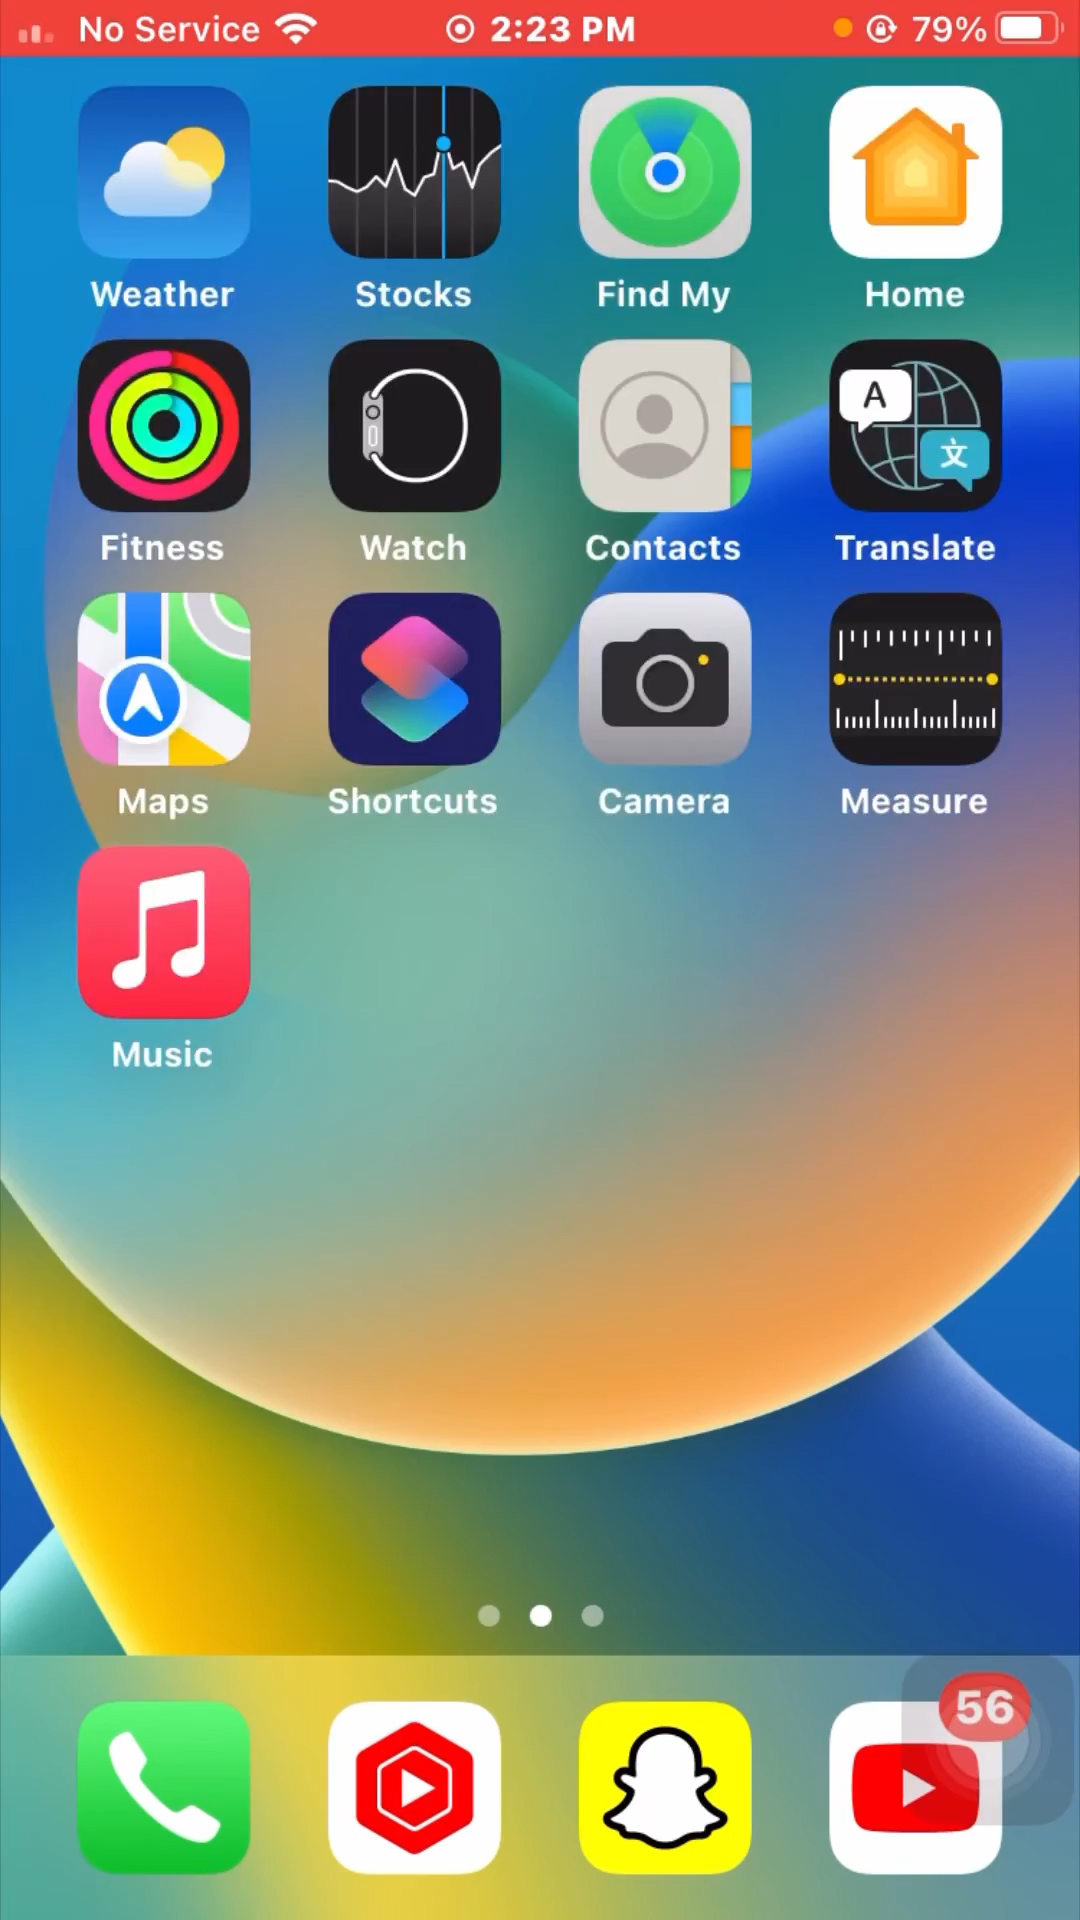 No Service 2:23 PM 79%
Weather Stocks Find My Home
A 文
Fitness Watch Contacts Translate
Maps Shortcuts Camera Measure
Music
56